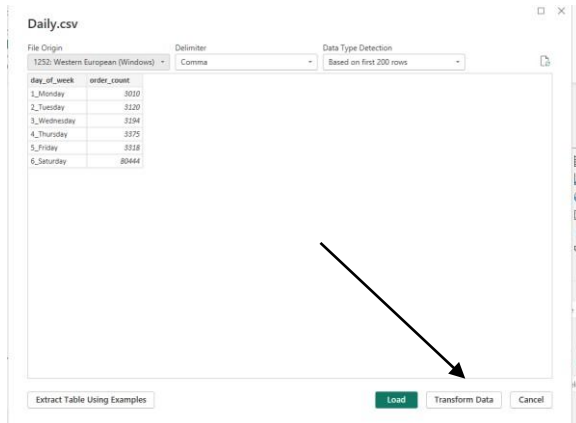 Daily.csv
File Origin Delimiter Data Type Detection
1252: Western European (Windows) Comma Based on first 200 rows
day_of_week order_count
1_Monday 3010
2_Tuesday 3120
3_Wednesday 3194
4_Thursday 3375
5_Friday 3318
6_Saturday 80444
Extract Table Using Examples Load Transform Data Cancel